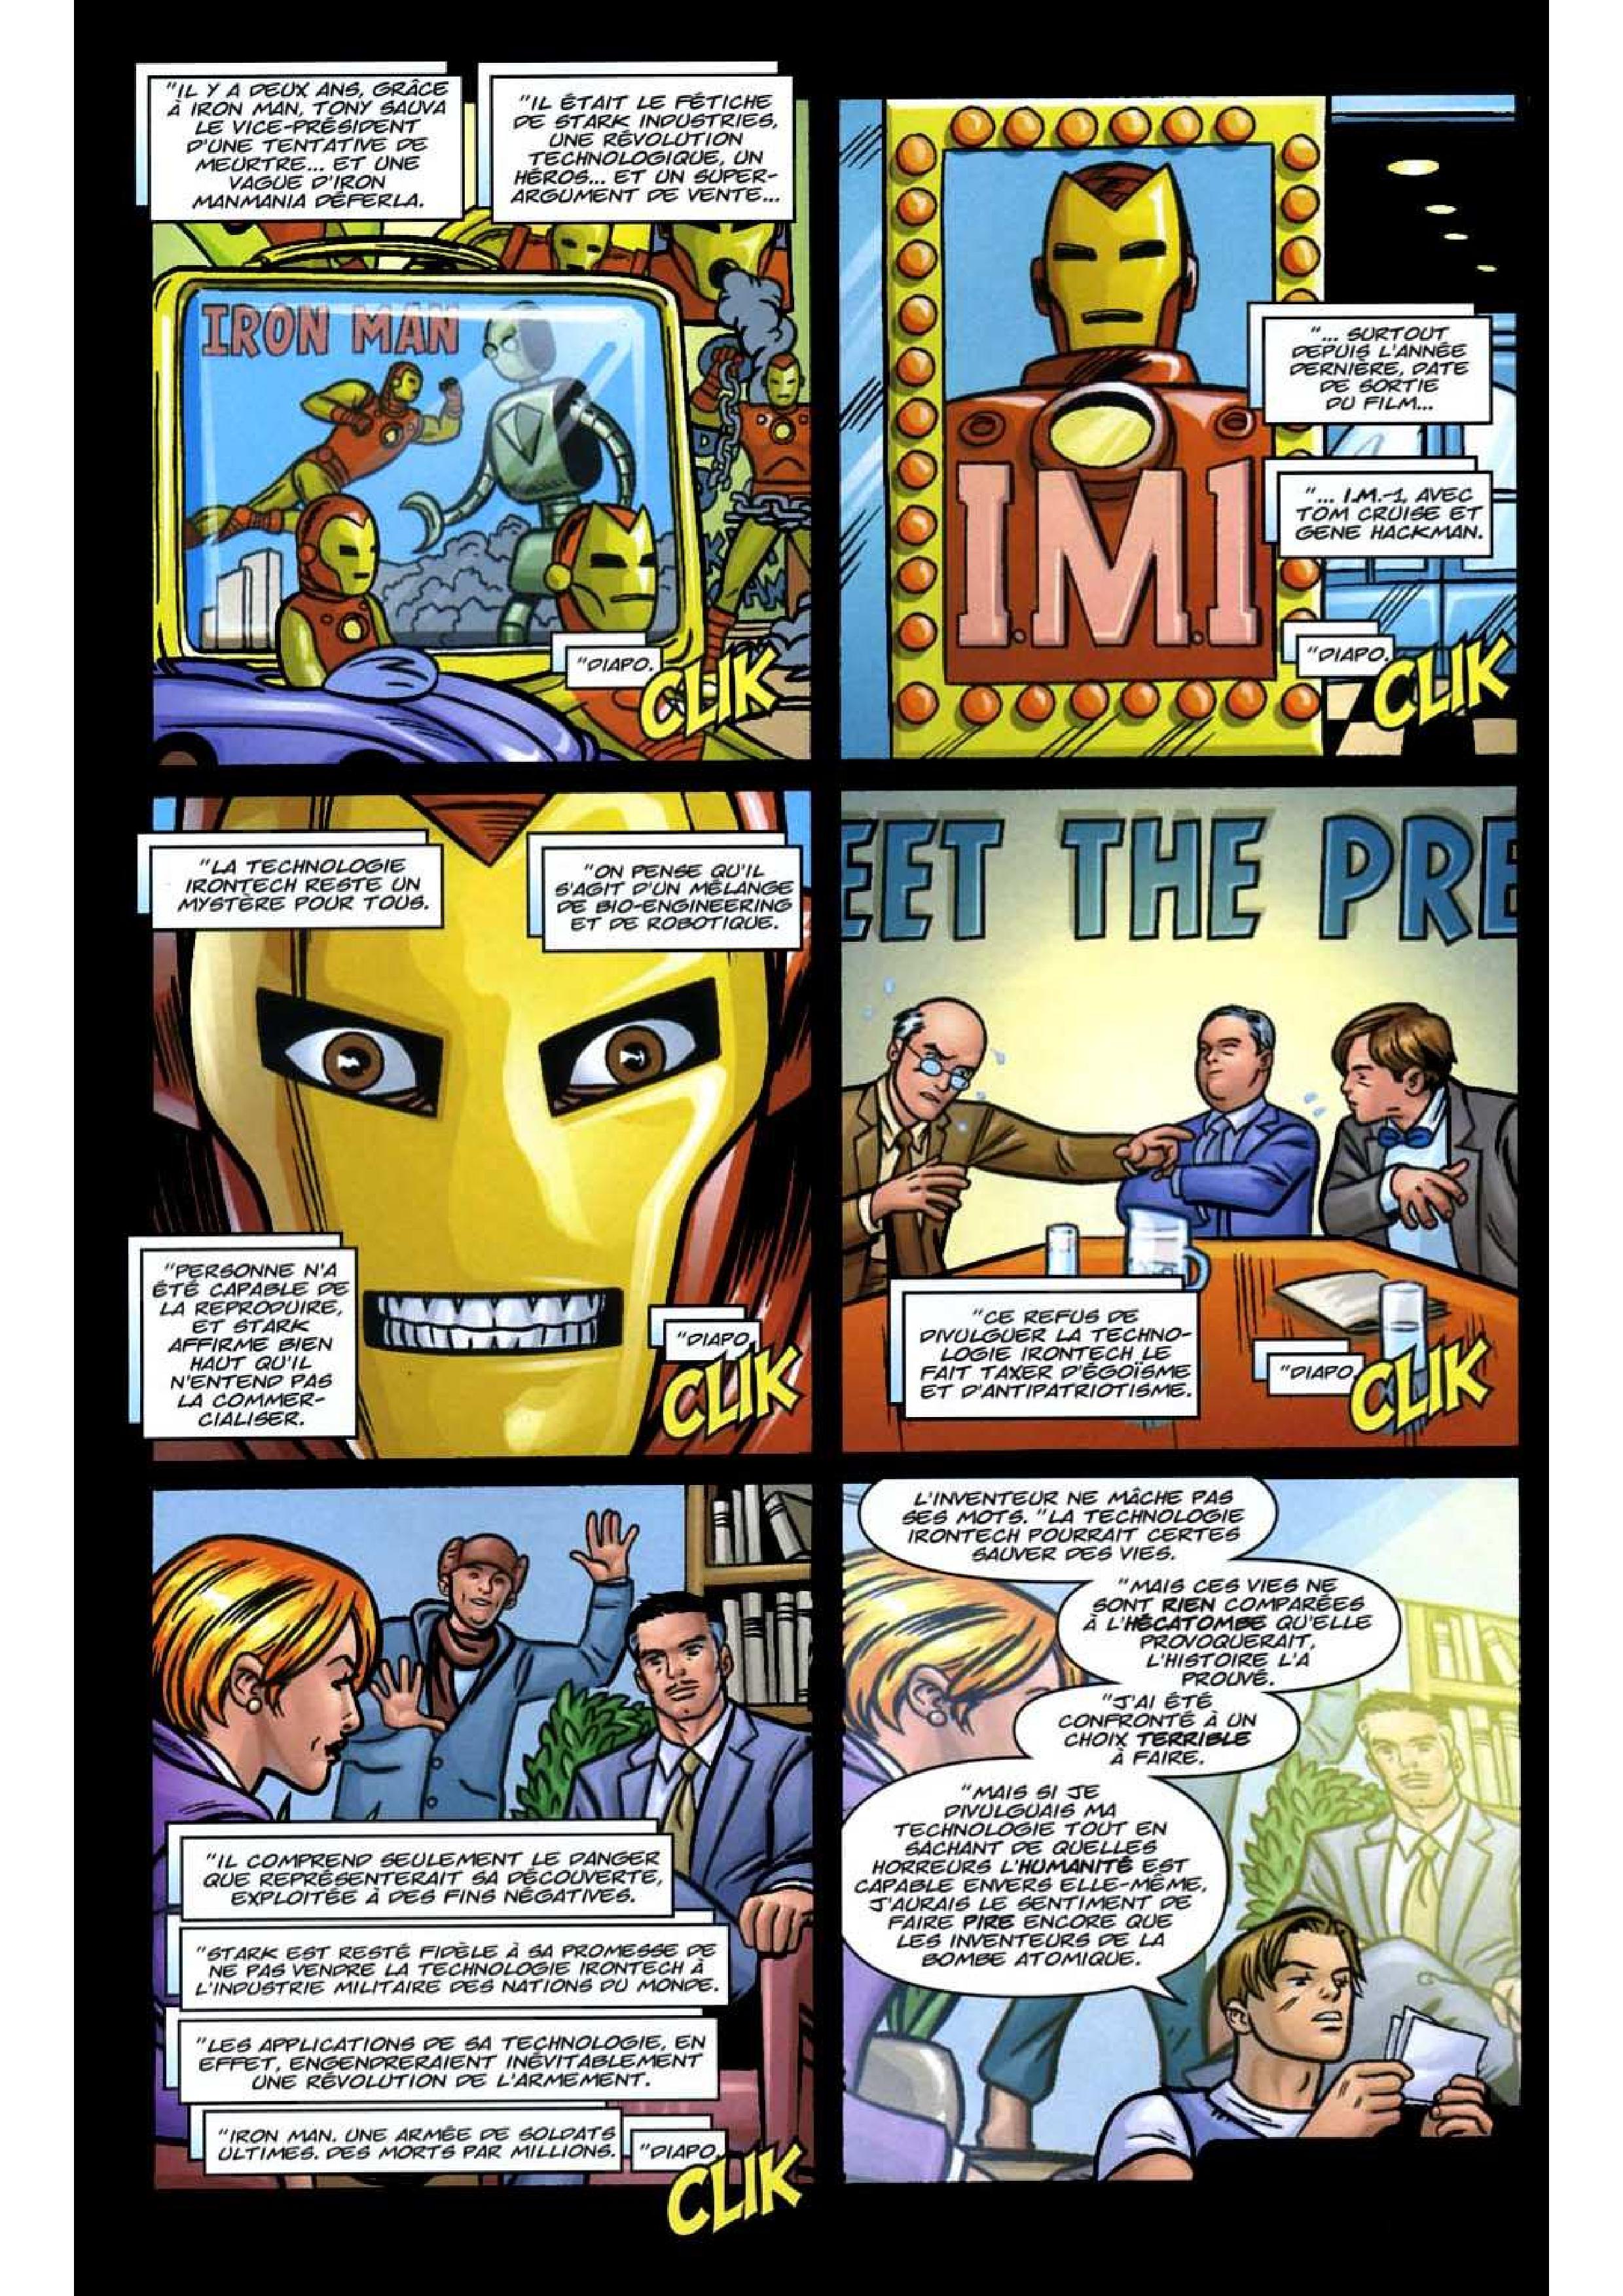 "IL Y A DEUX ANS, GRÂCE
À IRON MAN, TONY SAUVA
LE VICE-PRÉSIDENT
D'UNE TENTATIVE DE
MEURTRE... ET UNE
VAGUE D'IRON
MANMANIA DÉFERLA.
"IL ÉTAIT LE FÉTICHE
DE STARK INDUSTRIES,
UNE RÉVOLUTION
TECHNOLOGIQUE, UN
HÉROS... ET UN SUPER-
ARGUMENT DE VENTE...
IRON MAN
"DIAPO.
CLIK
"... SURTOUT
DEPUIS L'ANNÉE
DERNIÈRE, DATE
DE SORTIE
DU FILM...
"... I.M.-1, AVEC
TOM CRUISE ET
GENE HACKMAN.
I.M.1
"DIAPO.
CLIK
"LA TECHNOLOGIE
IRONTECH RESTE UN
MYSTÈRE POUR TOUS.
"ON PENSE QU'IL
S'AGIT D'UN MÉLANGE
DE BIO-ENGINEERING
ET DE ROBOTIQUE.
"PERSONNE N'A
ÉTÉ CAPABLE DE
LA REPRODUIRE,
ET STARK
AFFIRME BIEN
HAUT QU'IL
N'ENTEND PAS
LA COMMER-
CIALISER.
"DIAPO.
CLIK
EET THE PRE
"CE REFUS DE
DIVULGUER LA TECHNO-
LOGIE IRONTECH LE
FAIT TAXER D'ÉGOÏSME
ET D'ANTIPATRIOTISME.
"DIAPO.
CLIK
"IL COMPREND SEULEMENT LE DANGER
QUE REPRÉSENTERAIT SA DÉCOUVERTE,
EXPLOITÉE À DES FINS NÉGATIVES.
"STARK EST RESTÉ FIDÈLE À SA PROMESSE DE
NE PAS VENDRE LA TECHNOLOGIE IRONTECH À
L'INDUSTRIE MILITAIRE DES NATIONS DU MONDE.
"LES APPLICATIONS DE SA TECHNOLOGIE, EN
EFFET, ENGENDRERAIENT INÉVITABLEMENT
UNE RÉVOLUTION DE L'ARMEMENT.
"IRON MAN. UNE ARMÉE DE SOLDATS
ULTIMES. DES MORTS PAR MILLIONS.
"DIAPO.
CLIK
L'INVENTEUR NE MÂCHE PAS
SES MOTS. "LA TECHNOLOGIE
IRONTECH POURRAIT CERTES
SAUVER DES VIES.
"MAIS CES VIES NE
SONT RIEN COMPARÉES
À L'HÉCATOMBE QU'ELLE
PROVOQUERAIT,
L'HISTOIRE L'A
PROUVÉ.
"J'AI ÉTÉ
CONFRONTÉ À UN
CHOIX TERRIBLE
À FAIRE.
"MAIS SI JE
DIVULGUAIS MA
TECHNOLOGIE TOUT EN
SACHANT DE QUELLES
HORREURS L'HUMANITÉ EST
CAPABLE ENVERS ELLE-MÊME,
J'AURAIS LE SENTIMENT DE
FAIRE PIRE ENCORE QUE
LES INVENTEURS DE LA
BOMBE ATOMIQUE.